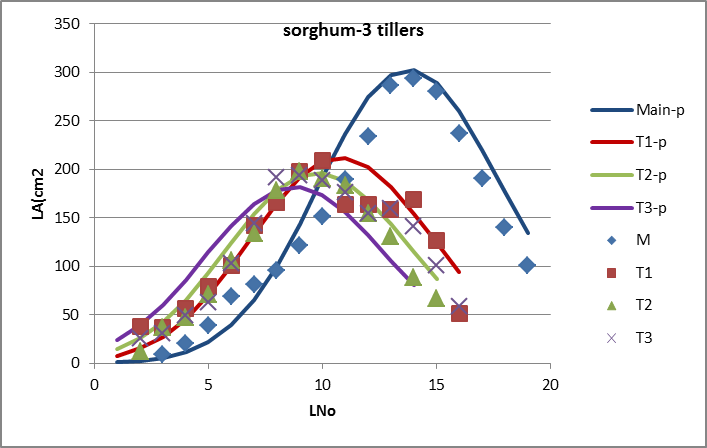 sorghum-3 tillers
350
300
250
200
150
100
50
0
LA(cm2
0 5 10 15 20
LNo
Main-p
T1-p
T2-p
T3-p
M
T1
T2
T3